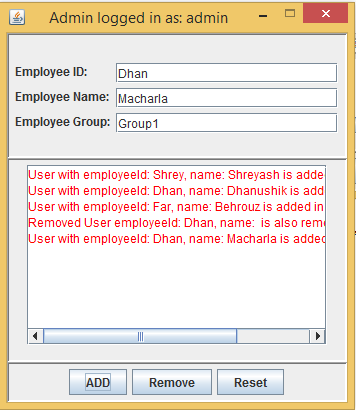 Admin logged in as: admin
Employee ID: Dhan
Employee Name: Macharla
Employee Group: Group1
User with employeeId: Shrey, name: Shreyash is adde
User with employeeId: Dhan, name: Dhanushik is add
User with employeeId: Far, name: Behrouz is added in
Removed User employeeId: Dhan, name:  is also rem
User with employeeId: Dhan, name: Macharla is added
ADD Remove Reset